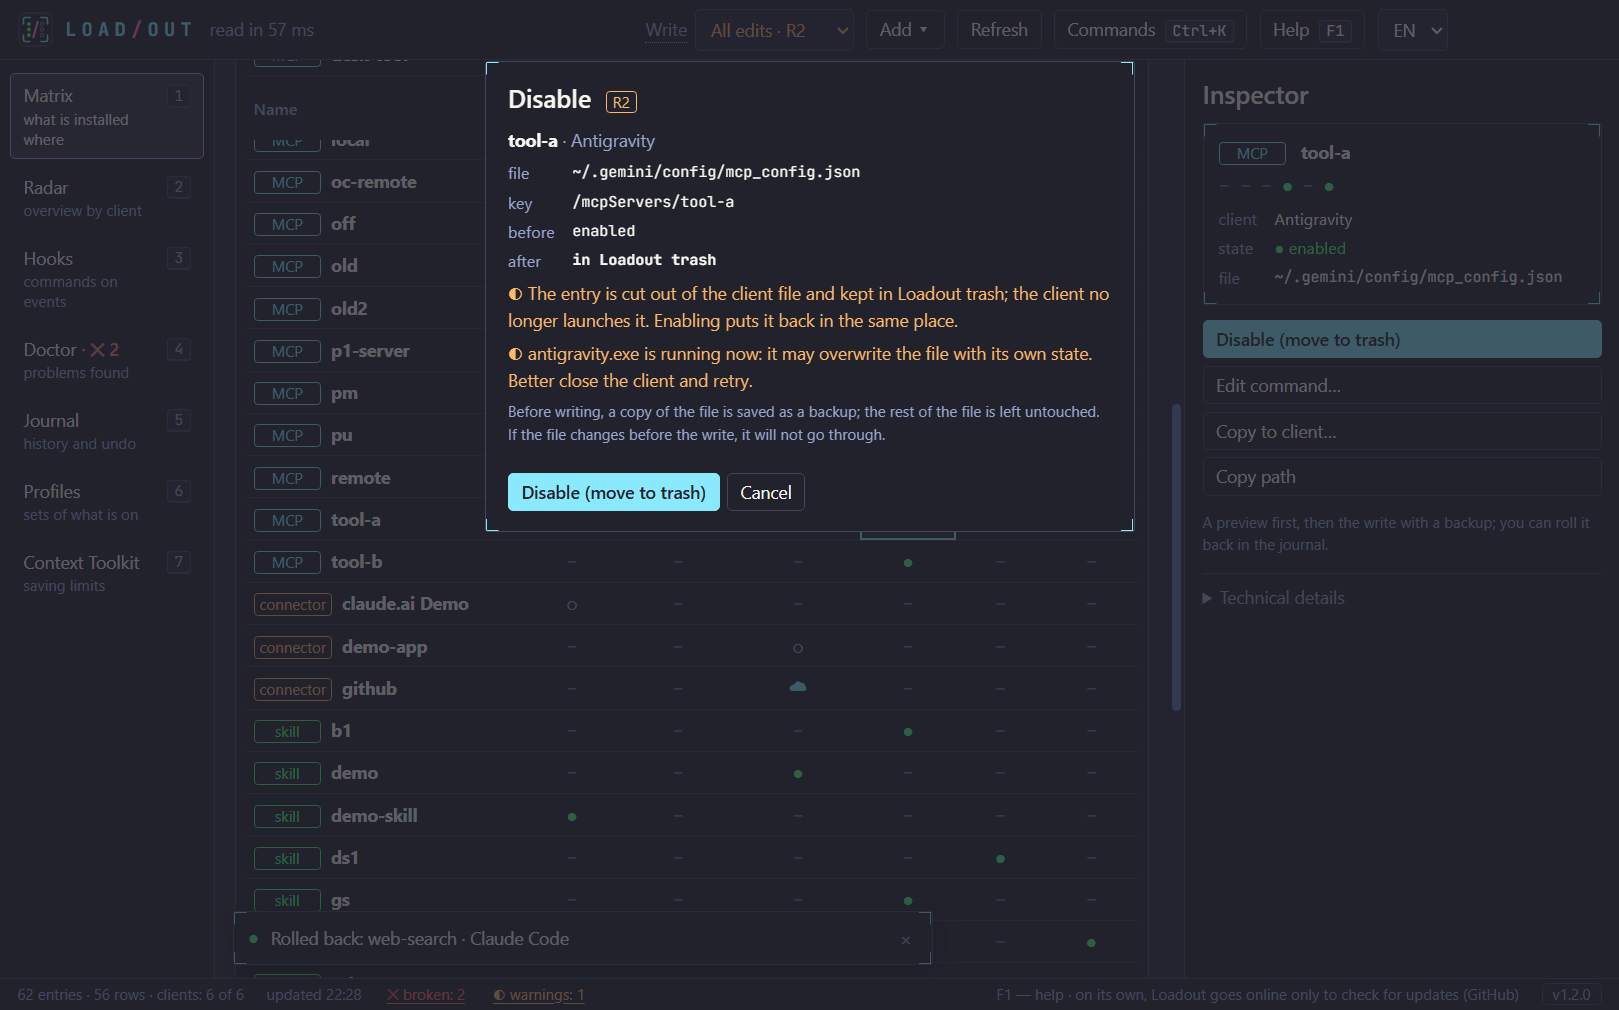 LOAD/OUT read in 57 ms Write All edits · R2 Add Refresh Commands Ctrl+K Help F1 EN
Matrix 1
what is installed
where
Radar 2
overview by client
Hooks 3
commands on
events
Doctor · ✕ 2 4
problems found
Journal 5
history and undo
Profiles 6
sets of what is on
Context Toolkit 7
saving limits
Name
MCP local
MCP oc-remote
MCP off
MCP old
MCP old2
MCP p1-server
MCP pm
MCP pu
MCP remote
MCP tool-a
MCP tool-b
connector claude.ai Demo
connector demo-app
connector github
skill b1
skill demo
skill demo-skill
skill ds1
skill gs
Disable R2
tool-a · Antigravity
file ~/.gemini/config/mcp_config.json
key /mcpServers/tool-a
before enabled
after in Loadout trash
◐ The entry is cut out of the client file and kept in Loadout trash; the client no
longer launches it. Enabling puts it back in the same place.
◐ antigravity.exe is running now: it may overwrite the file with its own state.
Better close the client and retry.
Before writing, a copy of the file is saved as a backup; the rest of the file is left untouched.
If the file changes before the write, it will not go through.
Disable (move to trash) Cancel
Rolled back: web-search · Claude Code ×
Inspector
MCP tool-a
client Antigravity
state ● enabled
file ~/.gemini/config/mcp_config.json
Disable (move to trash)
Edit command...
Copy to client...
Copy path
A preview first, then the write with a backup; you can roll it
back in the journal.
▶ Technical details
62 entries · 56 rows · clients: 6 of 6 updated 22:28 ✕ broken: 2 ◐ warnings: 1 F1 — help · on its own, Loadout goes online only to check for updates (GitHub) v1.2.0